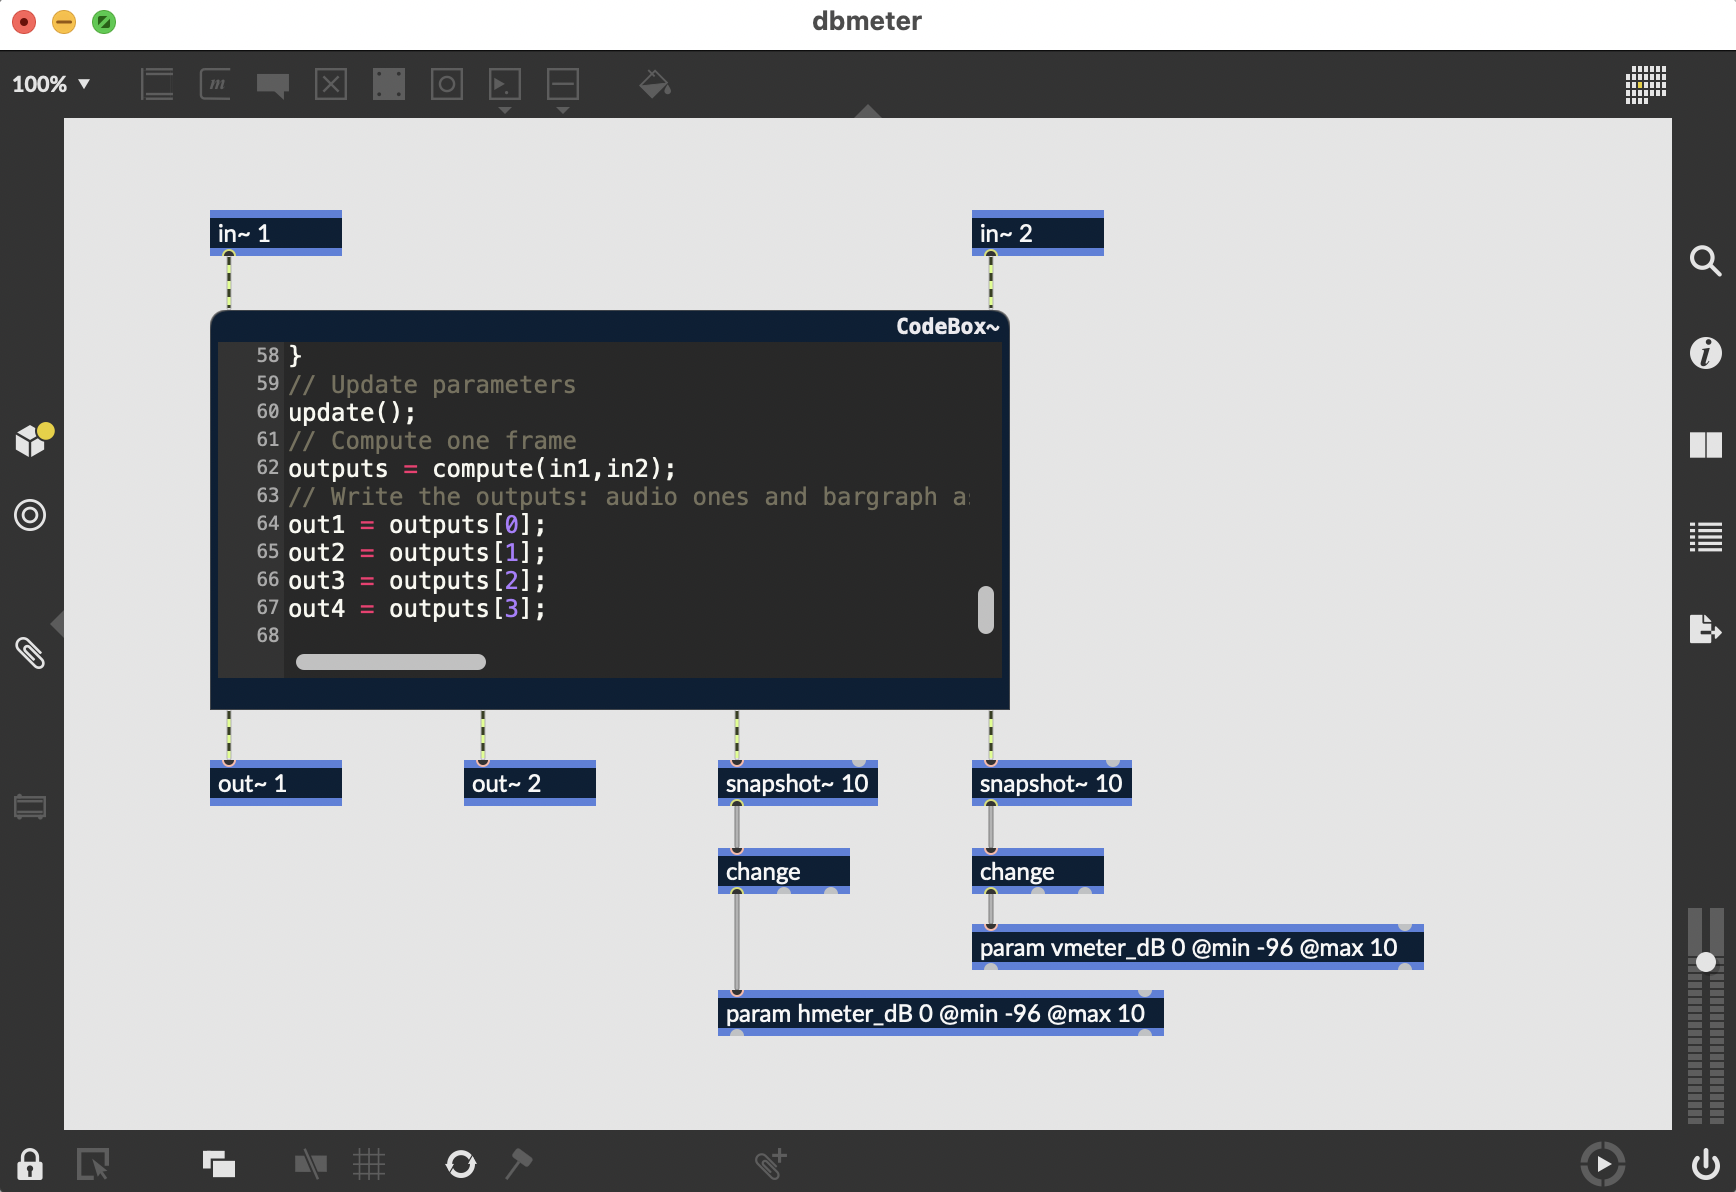 dbmeter
100%
in~ 1
in~ 2
CodeBox~
58 }
59 // Update parameters
60 update();
61 // Compute one frame
62 outputs = compute(in1,in2);
63 // Write the outputs: audio ones and bargraph a
64 out1 = outputs[0];
65 out2 = outputs[1];
66 out3 = outputs[2];
67 out4 = outputs[3];
68
out~ 1
out~ 2
snapshot~ 10
snapshot~ 10
change
change
param vmeter_dB 0 @min -96 @max 10
param hmeter_dB 0 @min -96 @max 10